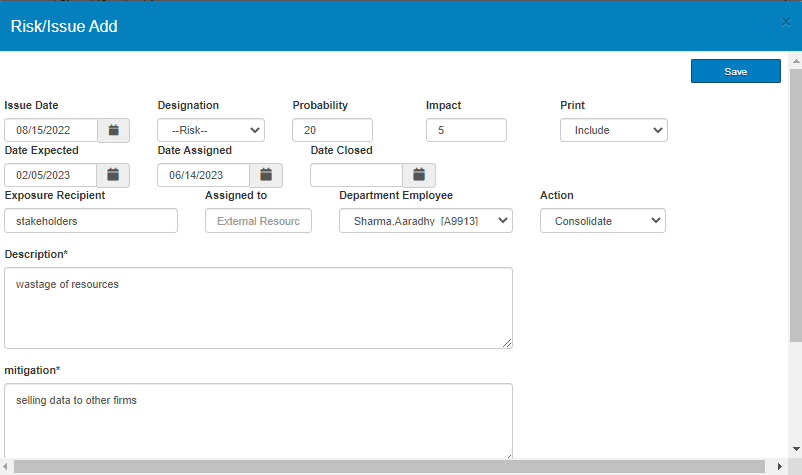 Risk/Issue Add
×
Save
Issue Date Designation Probability Impact Print
08/15/2022 --Risk-- 20 5 Include
Date Expected Date Assigned Date Closed
02/05/2023 06/14/2023
Exposure Recipient Assigned to Department Employee Action
stakeholders External Resourc Sharma,Aaradhy [A9913] Consolidate
Description*
wastage of resources
mitigation*
selling data to other firms